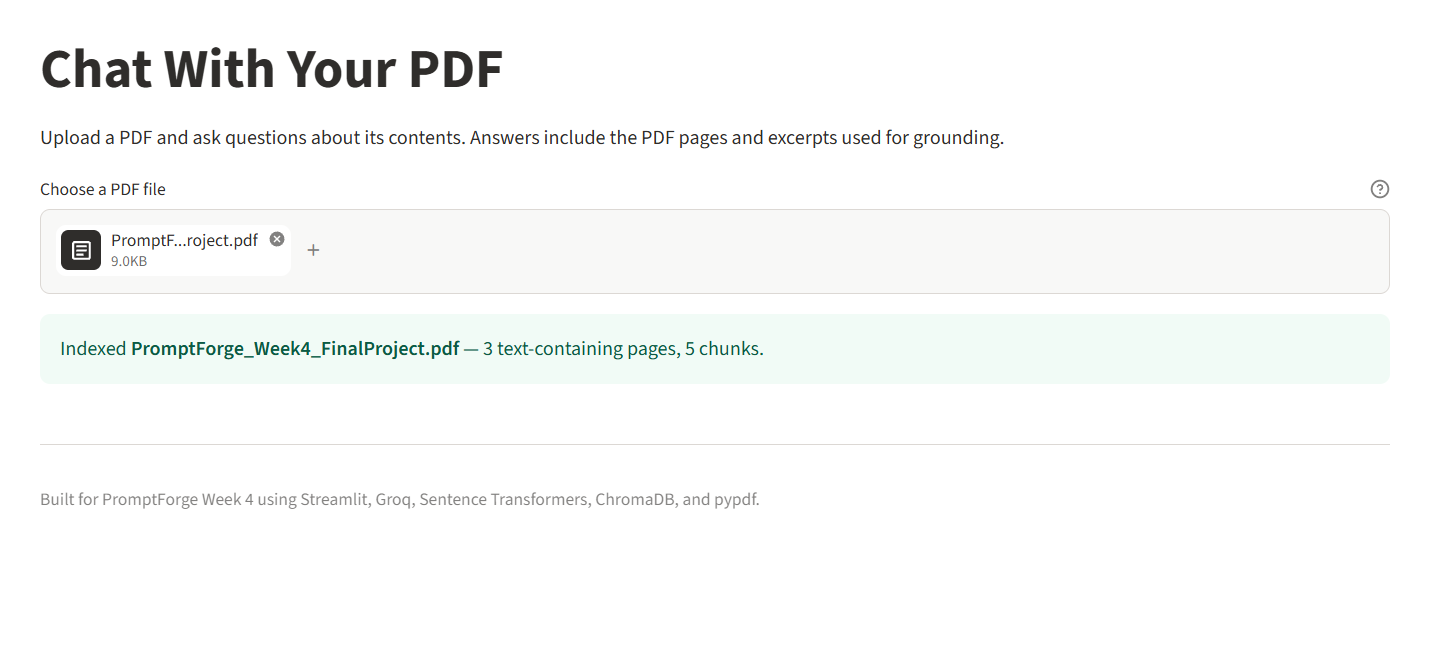 Chat With Your PDF
Upload a PDF and ask questions about its contents. Answers include the PDF pages and excerpts used for grounding.
Choose a PDF file
PromptF...roject.pdf
9.0KB
Indexed PromptForge_Week4_FinalProject.pdf — 3 text-containing pages, 5 chunks.
Built for PromptForge Week 4 using Streamlit, Groq, Sentence Transformers, ChromaDB, and pypdf.